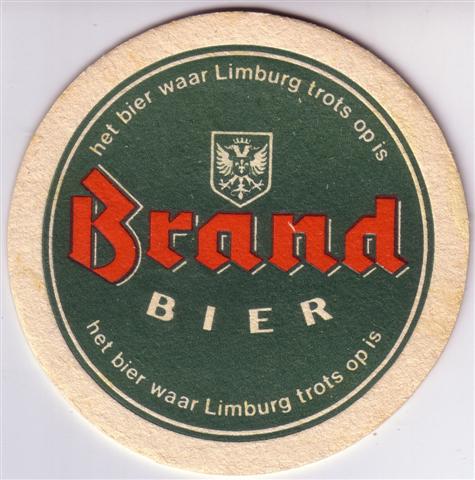 het bier waar Limburg trots op is
Brand
BIER
het bier waar Limburg trots op is